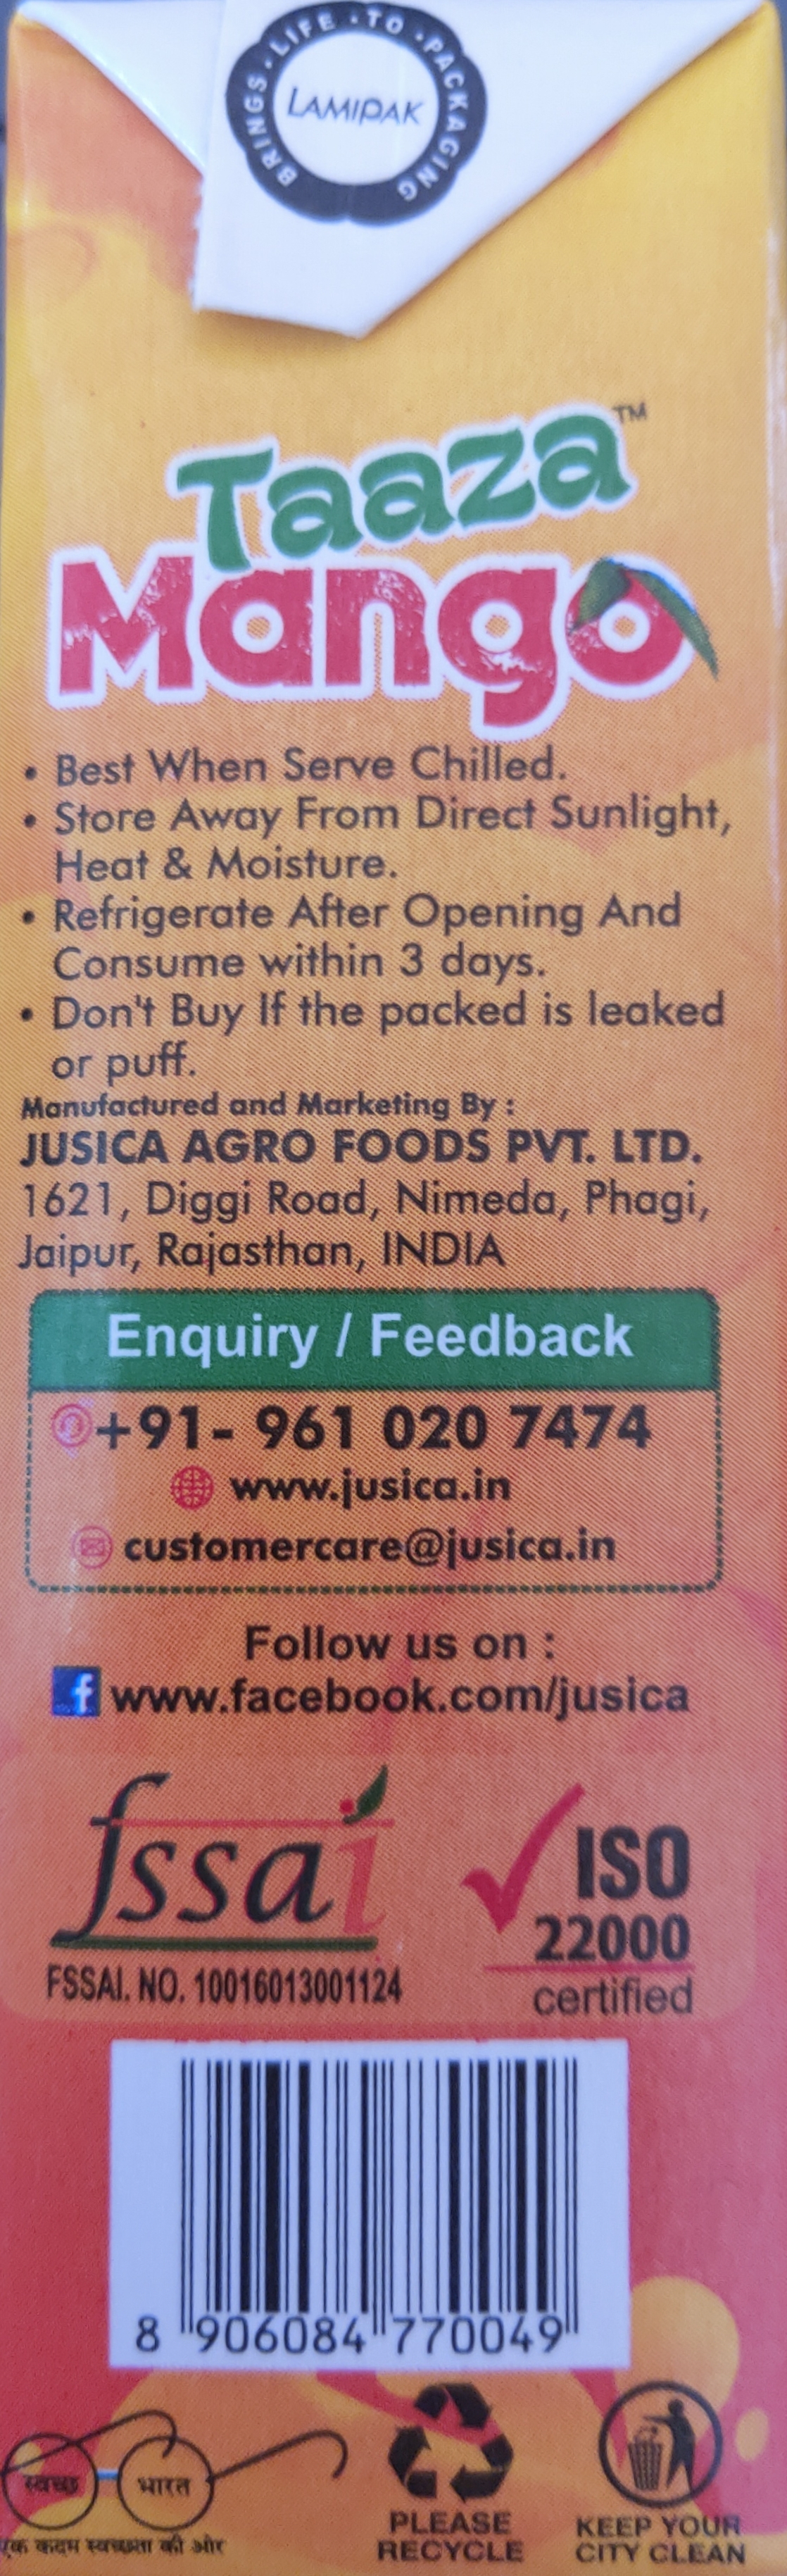 BRINGS • LIFE • TO • PACKAGING
LAMIPAK
Taaza™
Mango
• Best When Serve Chilled.
• Store Away From Direct Sunlight,
Heat & Moisture.
• Refrigerate After Opening And
Consume within 3 days.
• Don't Buy If the packed is leaked
or puff.
Manufactured and Marketing By :
JUSICA AGRO FOODS PVT. LTD.
1621, Diggi Road, Nimeda, Phagi,
Jaipur, Rajasthan, INDIA
Enquiry / Feedback
+91- 961 020 7474
www.jusica.in
customercare@jusica.in
Follow us on :
f www.facebook.com/jusica
fssai
FSSAI. NO. 10016013001124
ISO
22000
certified
8 906084 770049
स्वच्छ भारत
एक कदम स्वच्छता की ओर
PLEASE
RECYCLE
KEEP YOUR
CITY CLEAN